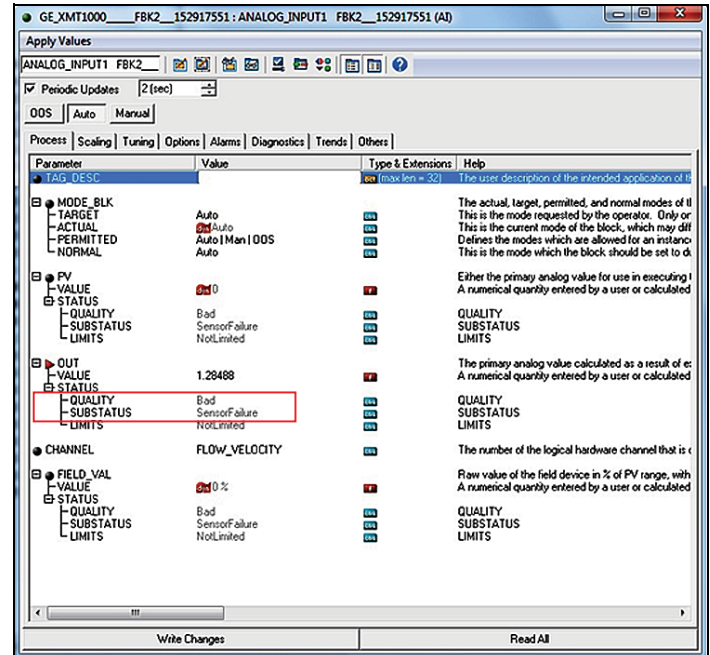 GE_XMT1000_____FBK2__152917551 : ANALOG_INPUT1 FBK2__152917551 (AI)
Apply Values
ANALOG_INPUT1 FBK2__
Periodic Updates 2 (sec)
OOS Auto Manual
Process Scaling Tuning Options Alarms Diagnostics Trends Others
Parameter Value Type & Extensions Help
TAG_DESC (max len = 32) The user description of the intended application of
MODE_BLK The actual, target, permitted, and normal modes of
TARGET Auto This is the mode requested by the operator. Only
ACTUAL Auto This is the current mode of the block, which may
PERMITTED Auto | Man | OOS Defines the modes which are allowed for an
NORMAL Auto This is the mode which the block should be set to
PV Either the primary analog value for use in executing
VALUE 0 A numerical quantity entered by a user or calculated
STATUS
QUALITY Bad QUALITY
SUBSTATUS SensorFailure SUBSTATUS
LIMITS NotLimited LIMITS
OUT The primary analog value calculated as a result of
VALUE 1.28488 A numerical quantity entered by a user or calculated
STATUS
QUALITY Bad QUALITY
SUBSTATUS SensorFailure SUBSTATUS
LIMITS NotLimited LIMITS
CHANNEL FLOW_VELOCITY The number of the logical hardware channel that is
FIELD_VAL Raw value of the field device in % of PV range, with
VALUE 0 % A numerical quantity entered by a user or calculated
STATUS
QUALITY Bad QUALITY
SUBSTATUS SensorFailure SUBSTATUS
LIMITS NotLimited LIMITS
Write Changes Read All